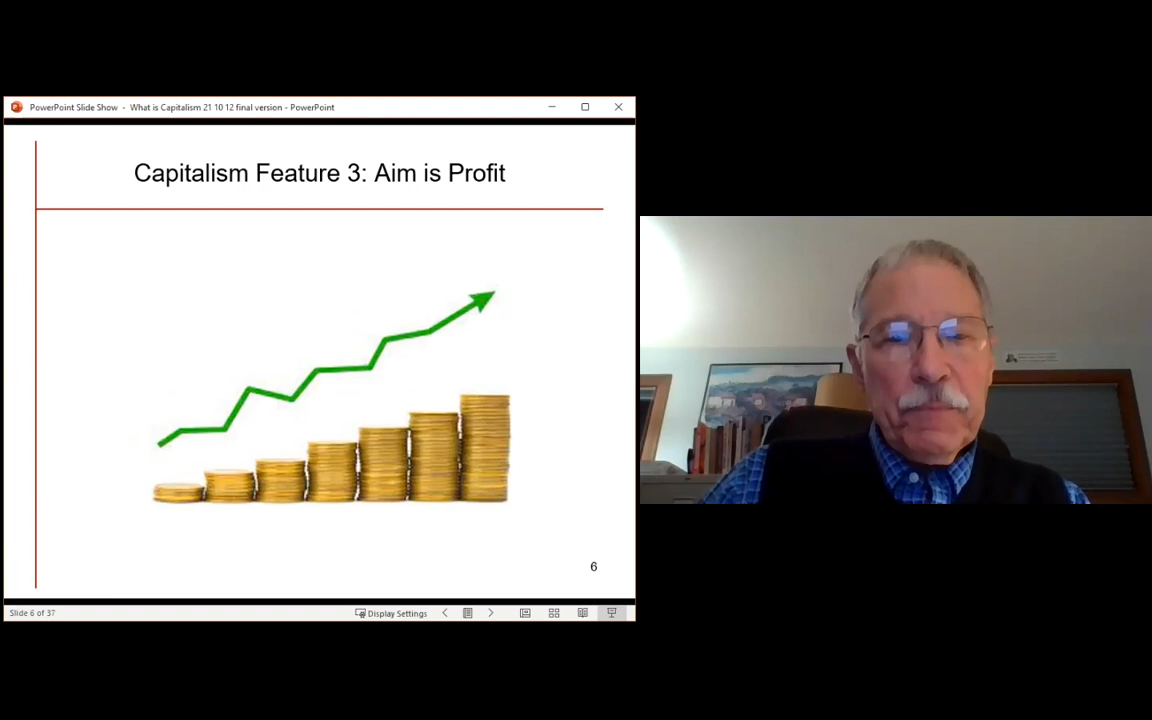 PowerPoint Slide Show - What is Capitalism 21 10 12 final version - PowerPoint
Capitalism Feature 3: Aim is Profit
6
Slide 6 of 37
Display Settings